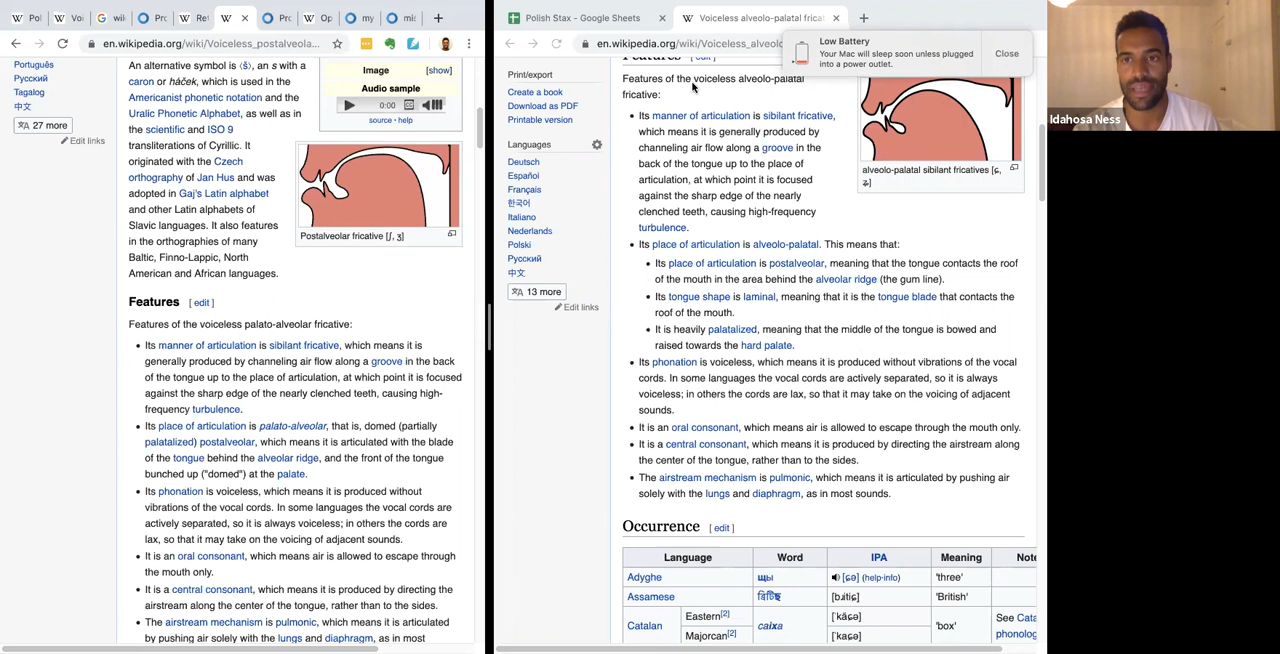 Pol
Vo
wil
Pro
Ret
Pro
Op
my
mi
en.wikipedia.org/wiki/Voiceless_postalveola...
Português
Русский
Tagalog
中文
27 more
Edit links
An alternative symbol is ⟨š⟩, an s with a
caron or háček, which is used in the
Americanist phonetic notation and the
Uralic Phonetic Alphabet, as well as in
the scientific and ISO 9
transliterations of Cyrillic. It
originated with the Czech
orthography of Jan Hus and was
adopted in Gaj's Latin alphabet
and other Latin alphabets of
Slavic languages. It also features
in the orthographies of many
Baltic, Finno-Lappic, North
American and African languages.
Image [show]
Audio sample
0:00
source · help
Postalveolar fricative [ʃ, ʒ]
Features [ edit ]
Features of the voiceless palato-alveolar fricative:
• Its manner of articulation is sibilant fricative, which means it is
generally produced by channeling air flow along a groove in the back
of the tongue up to the place of articulation, at which point it is focused
against the sharp edge of the nearly clenched teeth, causing high-
frequency turbulence.
• Its place of articulation is palato-alveolar, that is, domed (partially
palatalized) postalveolar, which means it is articulated with the blade
of the tongue behind the alveolar ridge, and the front of the tongue
bunched up ("domed") at the palate.
• Its phonation is voiceless, which means it is produced without
vibrations of the vocal cords. In some languages the vocal cords are
actively separated, so it is always voiceless; in others the cords are
lax, so that it may take on the voicing of adjacent sounds.
• It is an oral consonant, which means air is allowed to escape through
the mouth only.
• It is a central consonant, which means it is produced by directing the
airstream along the center of the tongue, rather than to the sides.
• The airstream mechanism is pulmonic, which means it is articulated
by pushing air solely with the lungs and diaphragm, as in most
Polish Stax - Google Sheets
Voiceless alveolo-palatal fricat
en.wikipedia.org/wiki/Voiceless_alveolo
Low Battery
Your Mac will sleep soon unless plugged
into a power outlet.
Close
Print/export
Create a book
Download as PDF
Printable version
Languages
Deutsch
Español
Français
한국어
Italiano
Nederlands
Polski
Русский
中文
13 more
Edit links
Features [ edit ]
Features of the voiceless alveolo-palatal
fricative:
• Its manner of articulation is sibilant fricative,
which means it is generally produced by
channeling air flow along a groove in the
back of the tongue up to the place of
articulation, at which point it is focused
against the sharp edge of the nearly
clenched teeth, causing high-frequency
turbulence.
alveolo-palatal sibilant fricatives [ɕ,
ʑ]
• Its place of articulation is alveolo-palatal. This means that:
• Its place of articulation is postalveolar, meaning that the tongue contacts the roof
of the mouth in the area behind the alveolar ridge (the gum line).
• Its tongue shape is laminal, meaning that it is the tongue blade that contacts the
roof of the mouth.
• It is heavily palatalized, meaning that the middle of the tongue is bowed and
raised towards the hard palate.
• Its phonation is voiceless, which means it is produced without vibrations of the vocal
cords. In some languages the vocal cords are actively separated, so it is always
voiceless; in others the cords are lax, so that it may take on the voicing of adjacent
sounds.
• It is an oral consonant, which means air is allowed to escape through the mouth only.
• It is a central consonant, which means it is produced by directing the airstream along
the center of the tongue, rather than to the sides.
• The airstream mechanism is pulmonic, which means it is articulated by pushing air
solely with the lungs and diaphragm, as in most sounds.
Occurrence [ edit ]
Language Word IPA Meaning Note
Adyghe щы [ɕə] (help·info) 'three'
Assamese ব্ৰিটিছ [bɹitiɕ] 'British'
Catalan Eastern[2] caixa 'box' See Cata
Majorcan[2] [ˈkaɕə] phonolog
Idahosa Ness